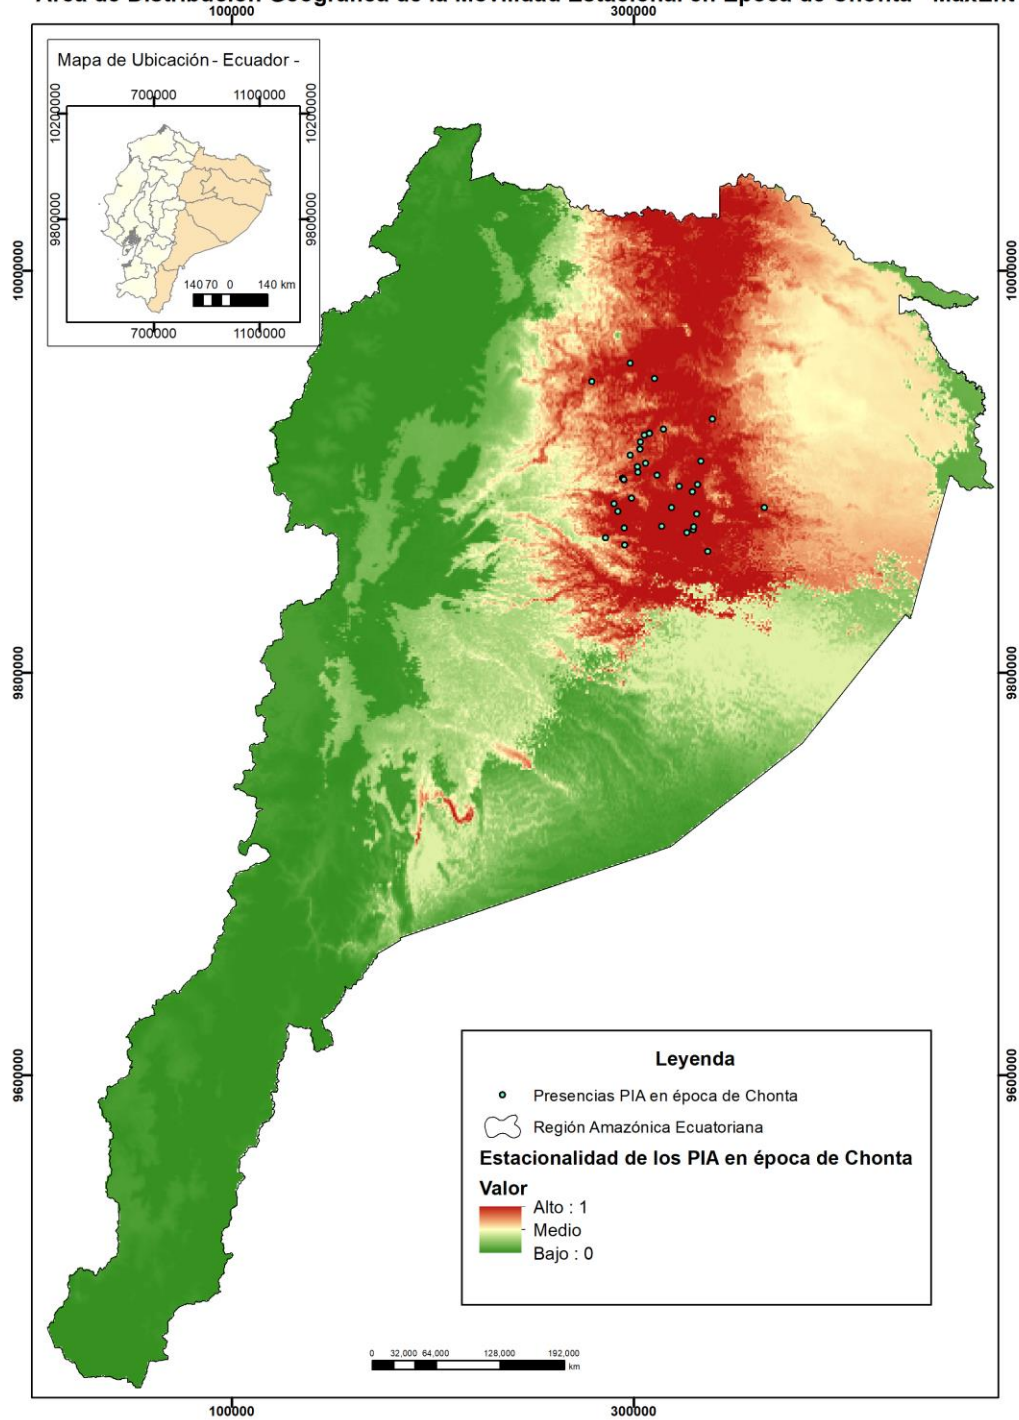 Área de Distribución Geográfica de la Movilidad Estacional en Época de Chonta - MaxEnt
100000 300000
Mapa de Ubicación - Ecuador -
700000 1100000
10200000 10200000
9800000 9800000
140 70 0 140 km
700000 1100000
10000000 10000000
9800000 9800000
9600000 9600000
Leyenda
Presencias PIA en época de Chonta
Región Amazónica Ecuatoriana
Estacionalidad de los PIA en época de Chonta
Valor
Alto : 1
Medio
Bajo : 0
0 32,000 64,000 128,000 192,000
km
100000 300000